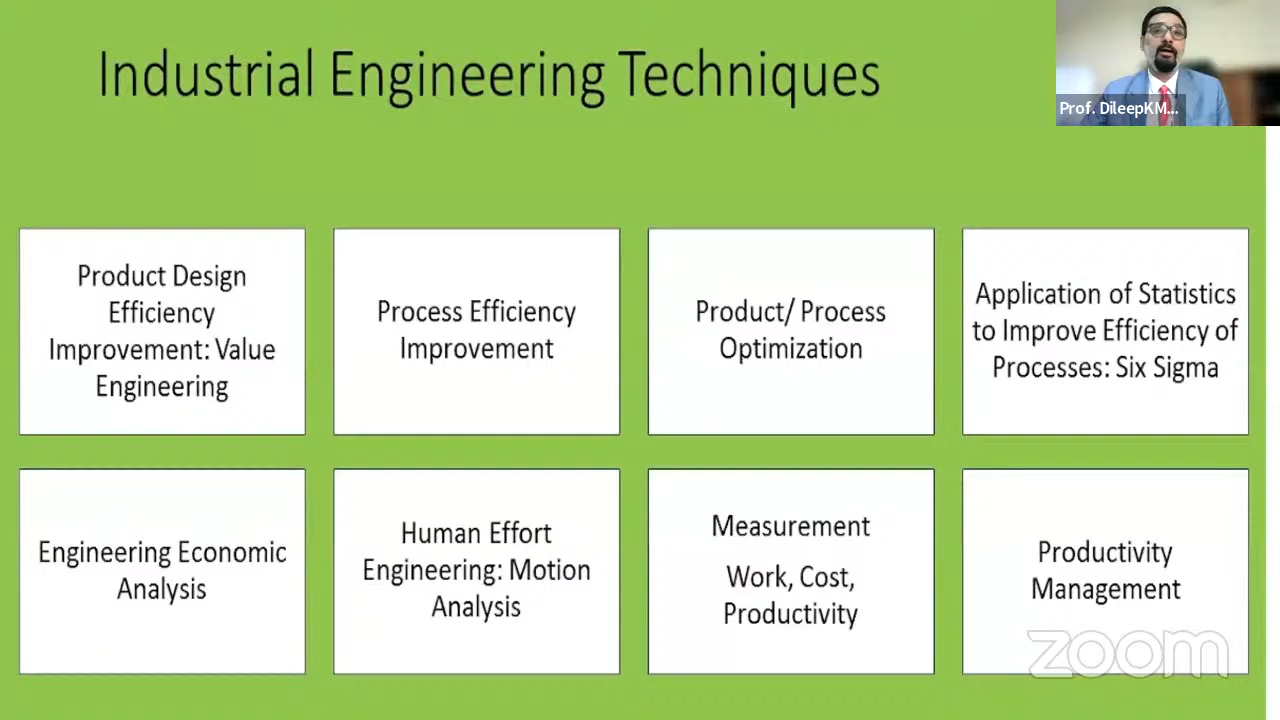 Industrial Engineering Techniques
Prof. DileepKM...
Product Design
Efficiency
Improvement: Value
Engineering
Process Efficiency
Improvement
Product/ Process
Optimization
Application of Statistics
to Improve Efficiency of
Processes: Six Sigma
Engineering Economic
Analysis
Human Effort
Engineering: Motion
Analysis
Measurement
Work, Cost,
Productivity
Productivity
Management
zoom